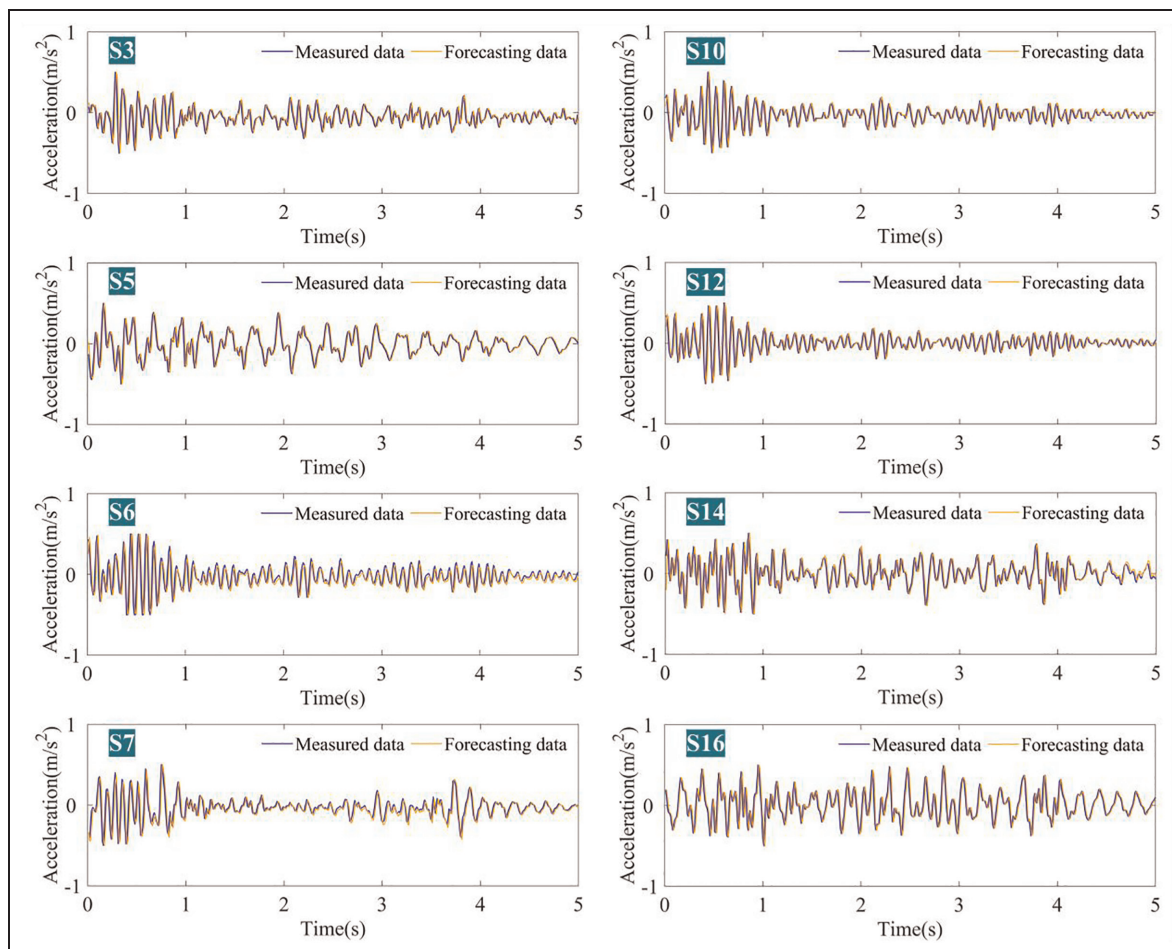 S3
Measured data
Forecasting data
Acceleration(m/s²)
1
0
-1
0 1 2 3 4 5
Time(s)
S10
Measured data
Forecasting data
Acceleration(m/s²)
1
0
-1
0 1 2 3 4 5
Time(s)
S5
Measured data
Forecasting data
Acceleration(m/s²)
1
0
-1
0 1 2 3 4 5
Time(s)
S12
Measured data
Forecasting data
Acceleration(m/s²)
1
0
-1
0 1 2 3 4 5
Time(s)
S6
Measured data
Forecasting data
Acceleration(m/s²)
1
0
-1
0 1 2 3 4 5
Time(s)
S14
Measured data
Forecasting data
Acceleration(m/s²)
1
0
-1
0 1 2 3 4 5
Time(s)
S7
Measured data
Forecasting data
Acceleration(m/s²)
1
0
-1
0 1 2 3 4 5
Time(s)
S16
Measured data
Forecasting data
Acceleration(m/s²)
1
0
-1
0 1 2 3 4 5
Time(s)